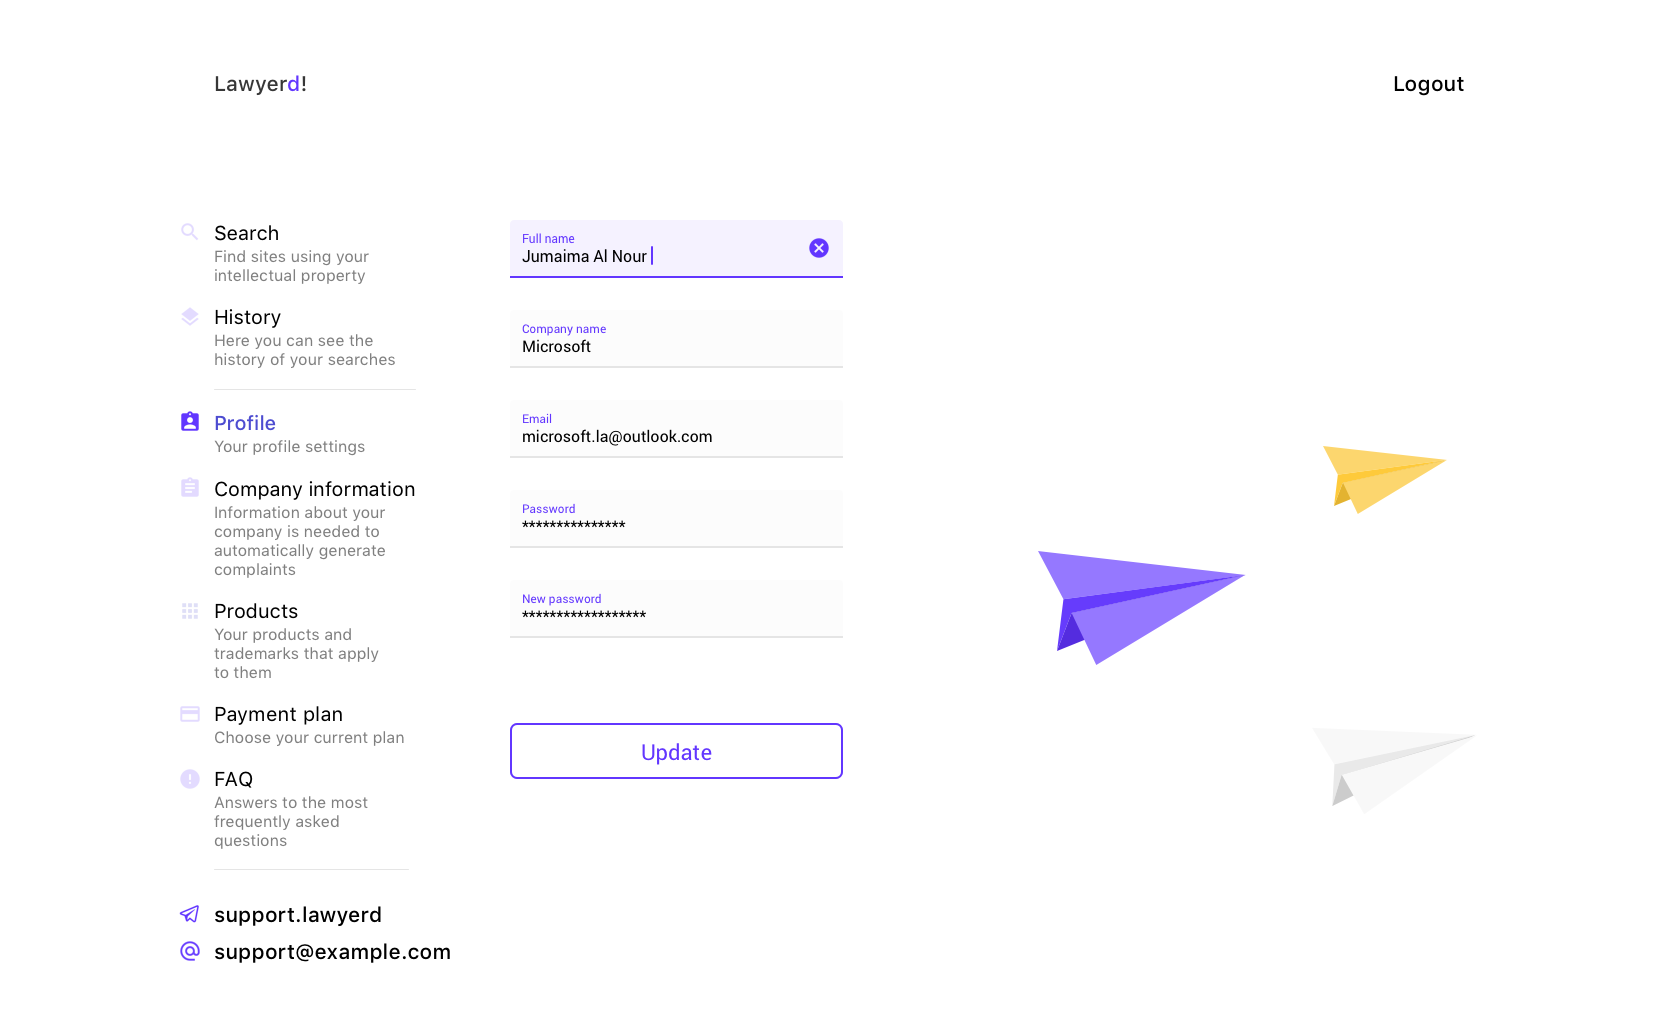 Lawyerd!
Logout
Search
Find sites using your
intellectual property
History
Here you can see the
history of your searches
Profile
Your profile settings
Company information
Information about your
company is needed to
automatically generate
complaints
Products
Your products and
trademarks that apply
to them
Payment plan
Choose your current plan
FAQ
Answers to the most
frequently asked
questions
support.lawyerd
support@example.com
Full name
Jumaima Al Nour
Company name
Microsoft
Email
microsoft.la@outlook.com
Password
***************
New password
******************
Update